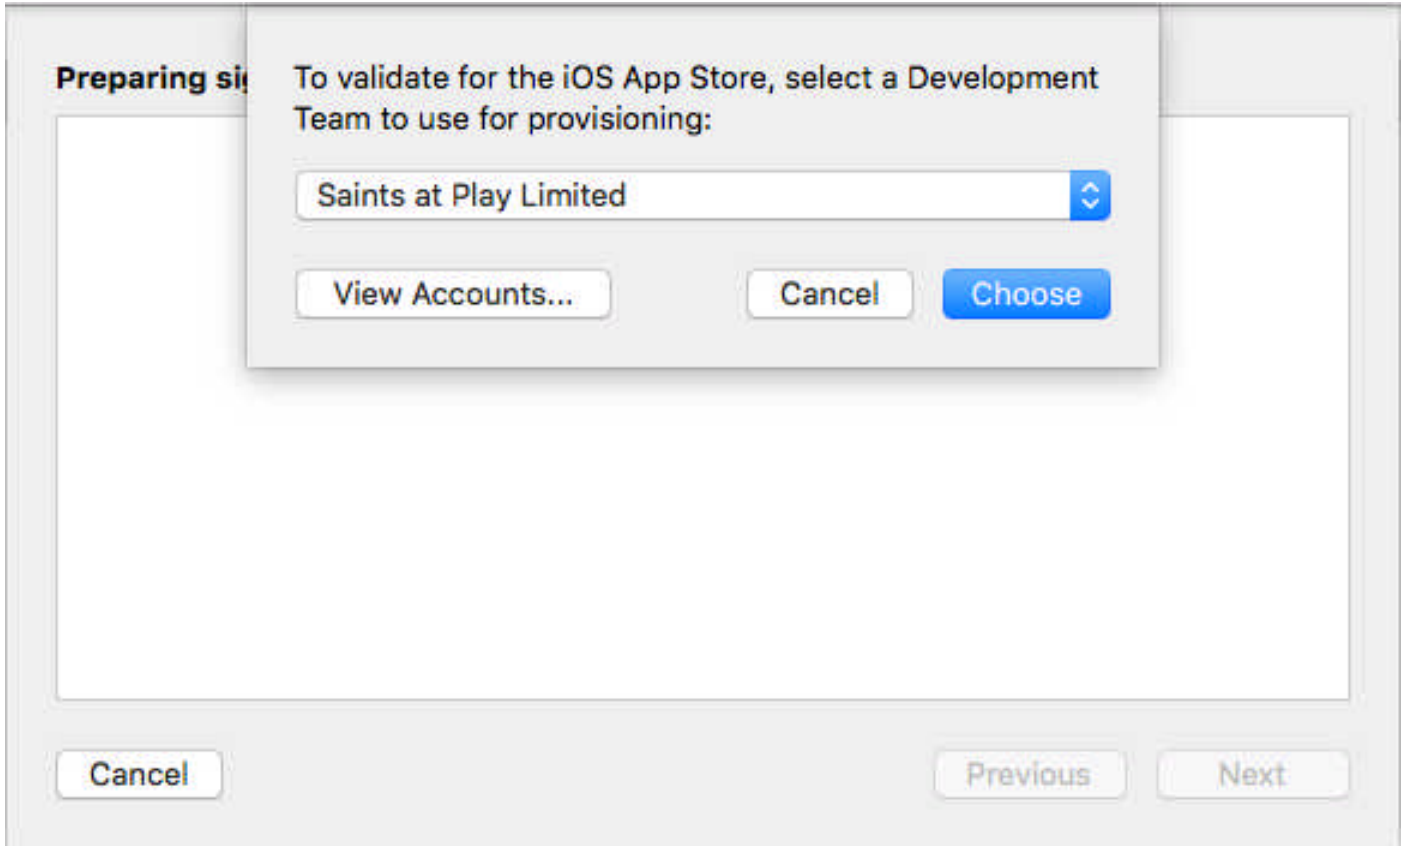 Preparing
To validate for the iOS App Store, select a Development
Team to use for provisioning:
Saints at Play Limited
View Accounts...
Cancel
Choose
Cancel
Previous
Next